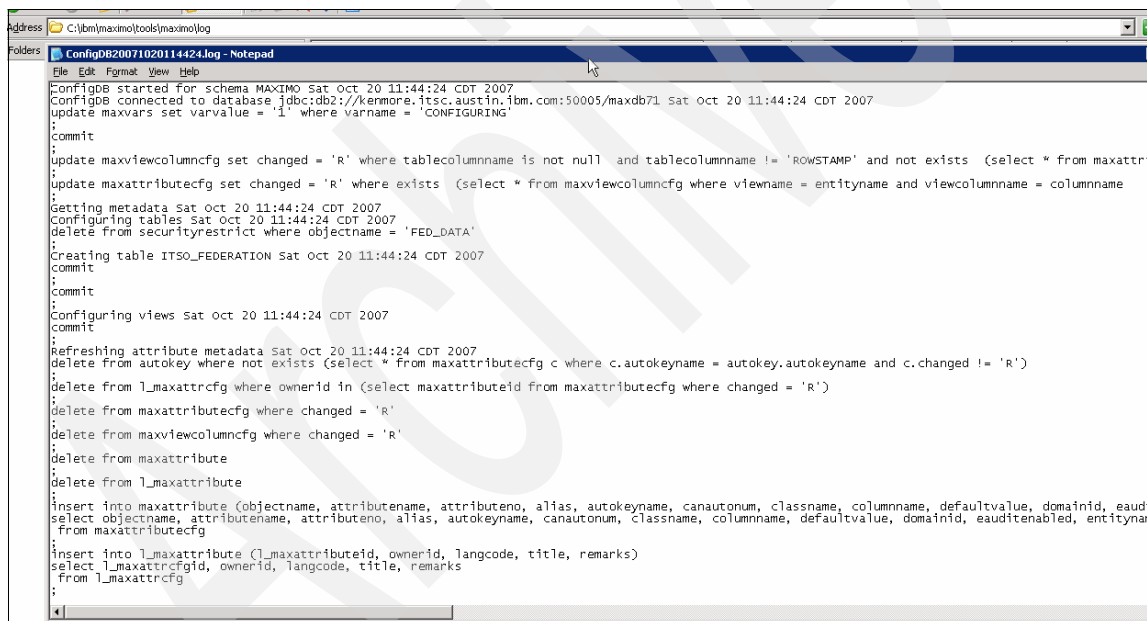 Address C:\ibm\maximo\tools\maximo\log
Folders
ConfigDB20071020114424.log - Notepad
File Edit Format View Help
ConfigDB started for schema MAXIMO Sat Oct 20 11:44:24 CDT 2007
ConfigDB connected to database jdbc:db2://kenmore.itsc.austin.ibm.com:50005/maxdb71 Sat Oct 20 11:44:24 CDT 2007
update maxvars set varvalue = '1' where varname = 'CONFIGURING'
;
commit
;
update maxviewcolumncfg set changed = 'R' where tablecolumnname is not null  and tablecolumnname != 'ROWSTAMP' and not exists  (select * from maxattr
;
update maxattributecfg set changed = 'R' where exists  (select * from maxviewcolumncfg where viewname = entityname and viewcolumnname = columnname
;
Getting metadata Sat Oct 20 11:44:24 CDT 2007
Configuring tables Sat Oct 20 11:44:24 CDT 2007
delete from securityrestrict where objectname = 'FED_DATA'
;
Creating table ITSO_FEDERATION Sat Oct 20 11:44:24 CDT 2007
commit
;
commit
;
Configuring views Sat Oct 20 11:44:24 CDT 2007
commit
;
Refreshing attribute metadata Sat Oct 20 11:44:24 CDT 2007
delete from autokey where not exists (select * from maxattributecfg c where c.autokeyname = autokey.autokeyname and c.changed != 'R')
;
delete from l_maxattrcfg where ownerid in (select maxattributeid from maxattributecfg where changed = 'R')
;
delete from maxattributecfg where changed = 'R'
;
delete from maxviewcolumncfg where changed = 'R'
;
delete from maxattribute
;
delete from l_maxattribute
;
insert into maxattribute (objectname, attributename, attributeno, alias, autokeyname, canautonum, classname, columnname, defaultvalue, domainid, eaud
select objectname, attributename, attributeno, alias, autokeyname, canautonum, classname, columnname, defaultvalue, domainid, eauditenabled, entityna
 from maxattributecfg
;
insert into l_maxattribute (l_maxattributeid, ownerid, langcode, title, remarks)
select l_maxattrcfgid, ownerid, langcode, title, remarks
 from l_maxattrcfg
;